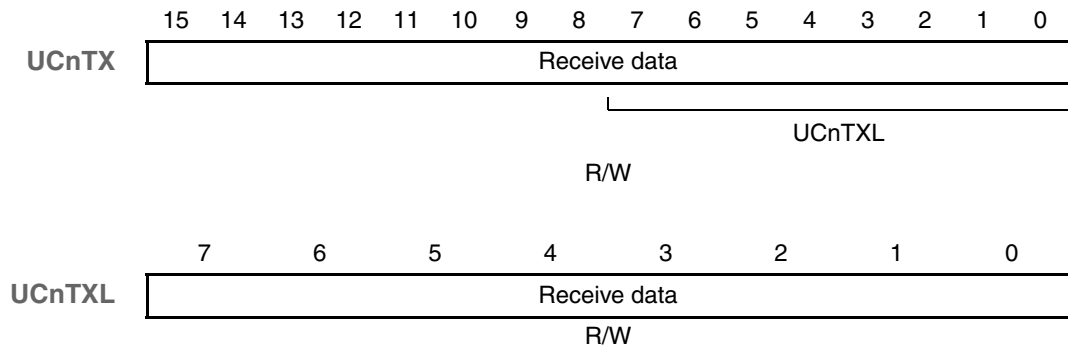 15 14 13 12 11 10 9 8 7 6 5 4 3 2 1 0
UCnTX Receive data
UCnTXL
R/W
7 6 5 4 3 2 1 0
UCnTXL Receive data
R/W